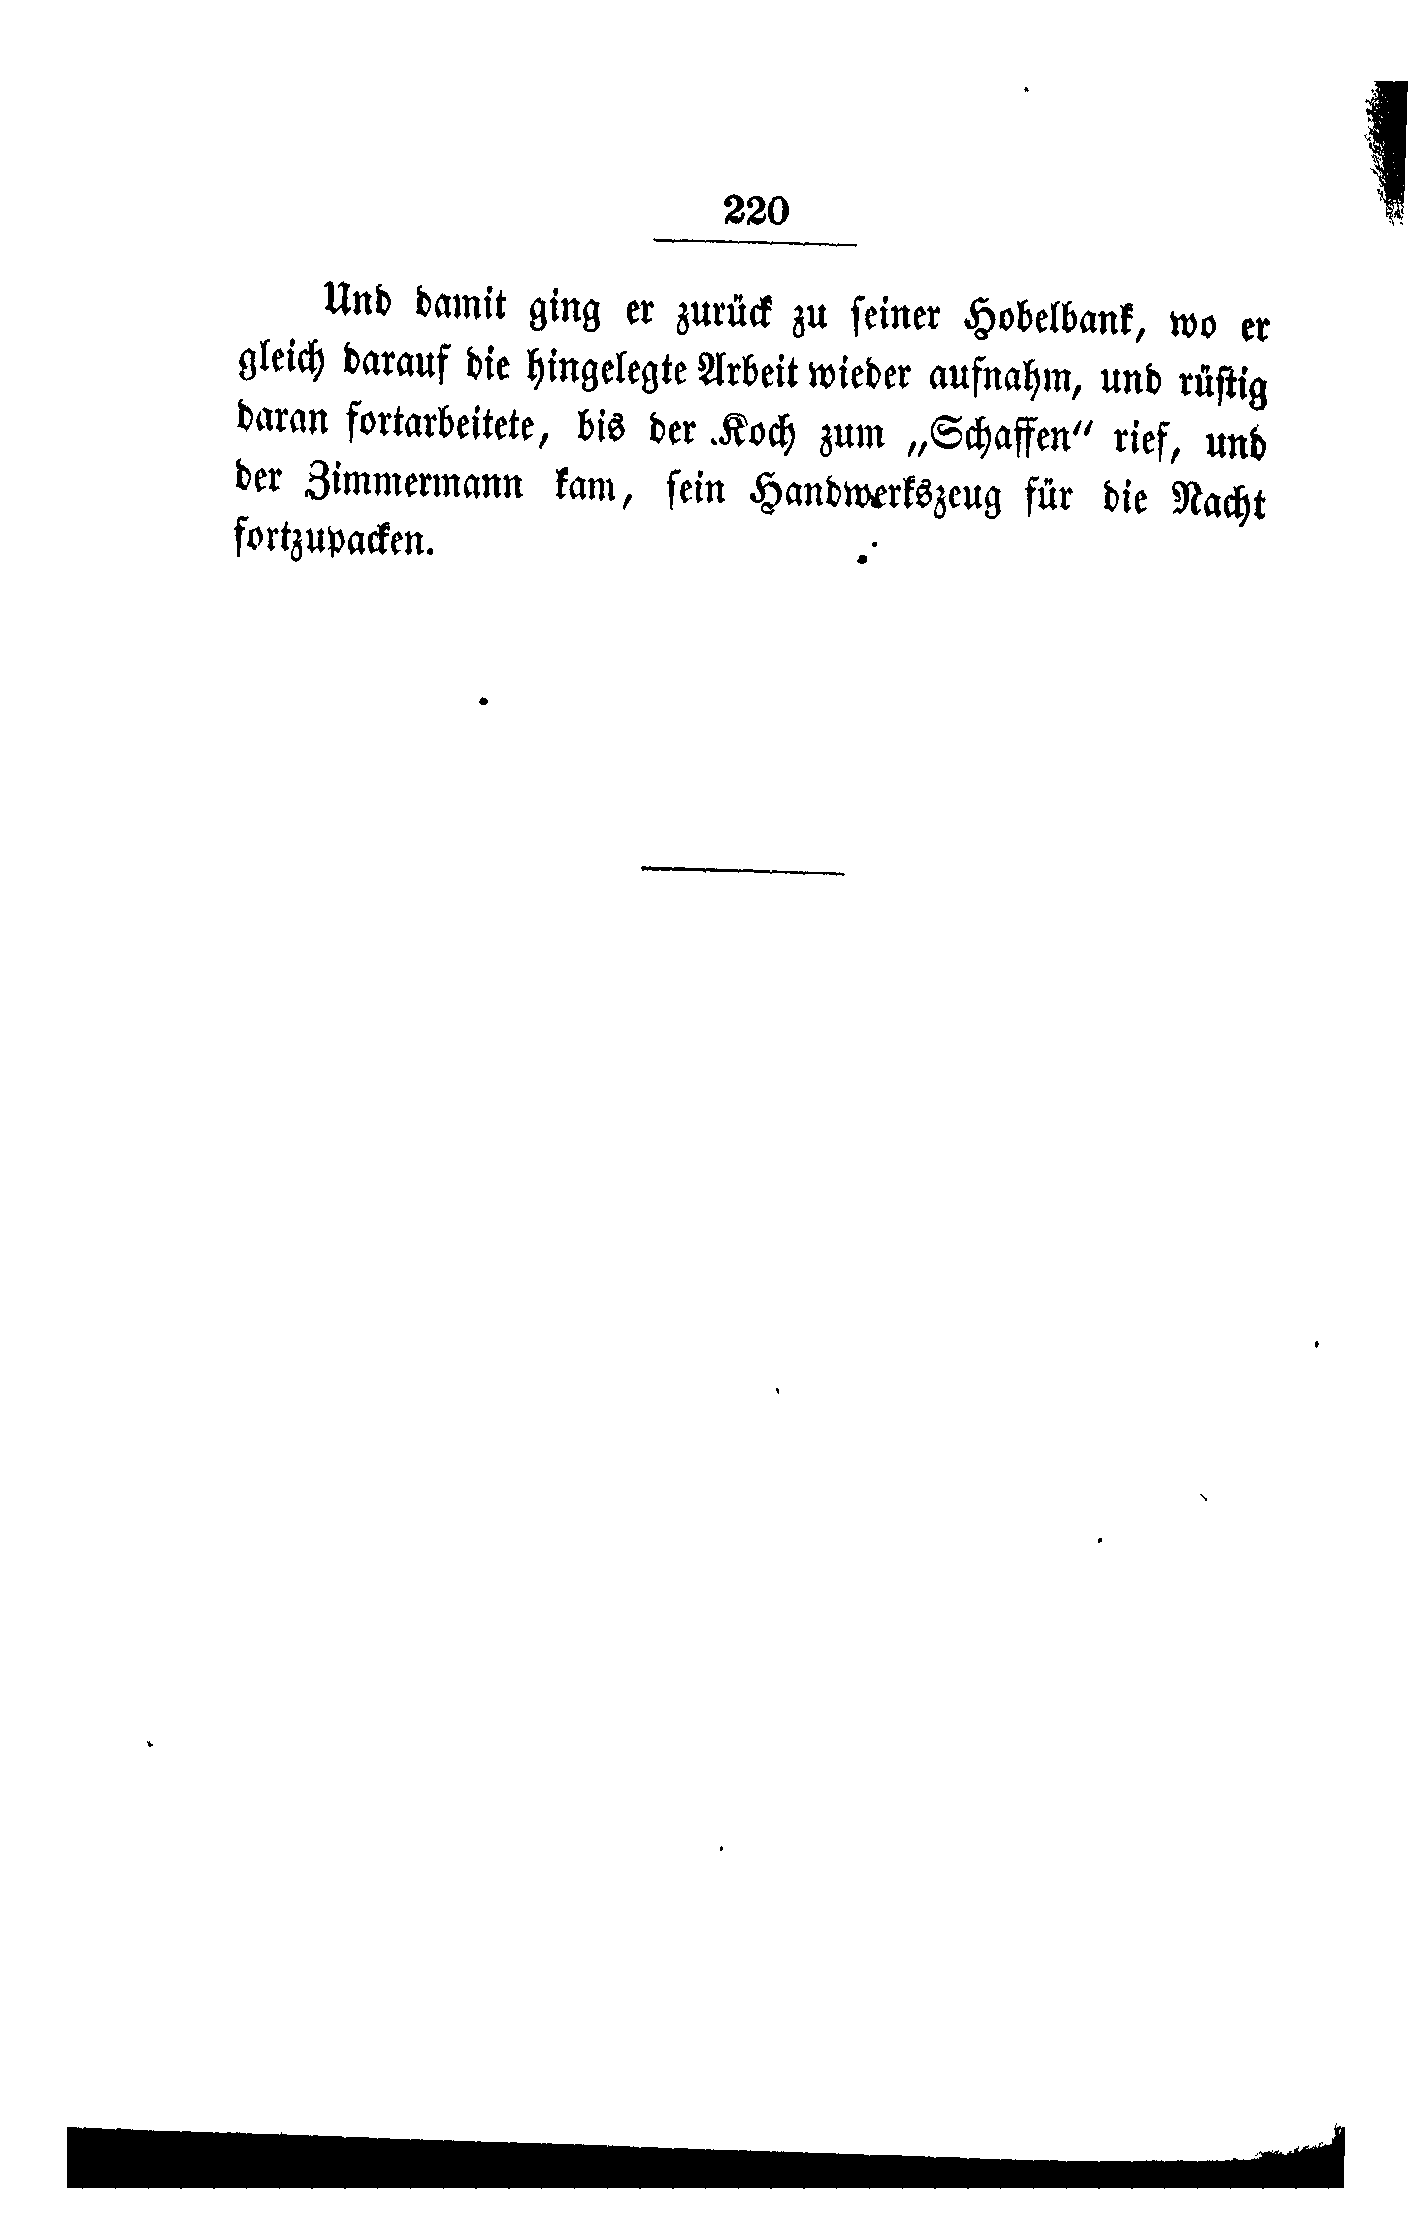 220
Und damit ging er zurück zu ſeiner Hobelbank, wo er
gleich darauf die hingelegte Arbeit wieder aufnahm, und rüſtig
daran fortarbeitete, bis der Koch zum „Schaffen“ rief, und
der Zimmermann kam, ſein Handwerkszeug für die Nacht
fortzupacken.